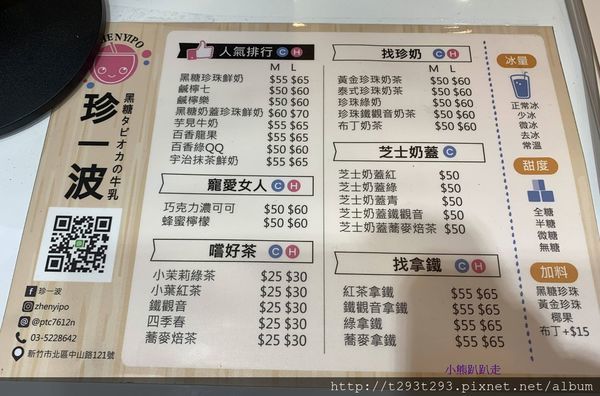 ZHENYIPO
珍一波
黑糖タピオカの牛乳
珍一波
zhenyipo
@ptc7612n
03-5228642
新竹市北區中山路121號
人氣排行 C H
M L
黑糖珍珠鮮奶 $55 $65
鹹檸七 $50 $60
鹹檸樂 $50 $60
黑糖奶蓋珍珠鮮奶 $60 $70
芋見牛奶 $55 $65
百香龍果 $55 $65
百香綠QQ $50 $60
宇治抹茶鮮奶 $55 $65
寵愛女人 C H
巧克力濃可可 $50 $60
蜂蜜檸檬 $50 $60
嚐好茶 C H
小茉莉綠茶 $25 $30
小葉紅茶 $25 $30
鐵觀音 $25 $30
四季春 $25 $30
蕎麥焙茶 $25 $30
找珍奶 C H
M L
黃金珍珠奶茶 $50 $60
泰式珍珠奶茶 $50 $60
珍珠綠奶 $50 $60
珍珠鐵觀音奶茶 $50 $60
布丁奶茶 $50 $60
芝士奶蓋 C
芝士奶蓋紅 $50
芝士奶蓋綠 $50
芝士奶蓋青 $50
芝士奶蓋鐵觀音 $50
芝士奶蓋蕎麥焙茶 $50
找拿鐵 C H
紅茶拿鐵 $55 $65
鐵觀音拿鐵 $55 $65
綠拿鐵 $55 $65
蕎麥拿鐵 $55 $65
冰量
正常冰
少冰
微冰
去冰
常溫
甜度
全糖
半糖
微糖
無糖
加料
黑糖珍珠
黃金珍珠
椰果
布丁+$15
小熊趴趴走
http://t293t293.pixnet.net/album